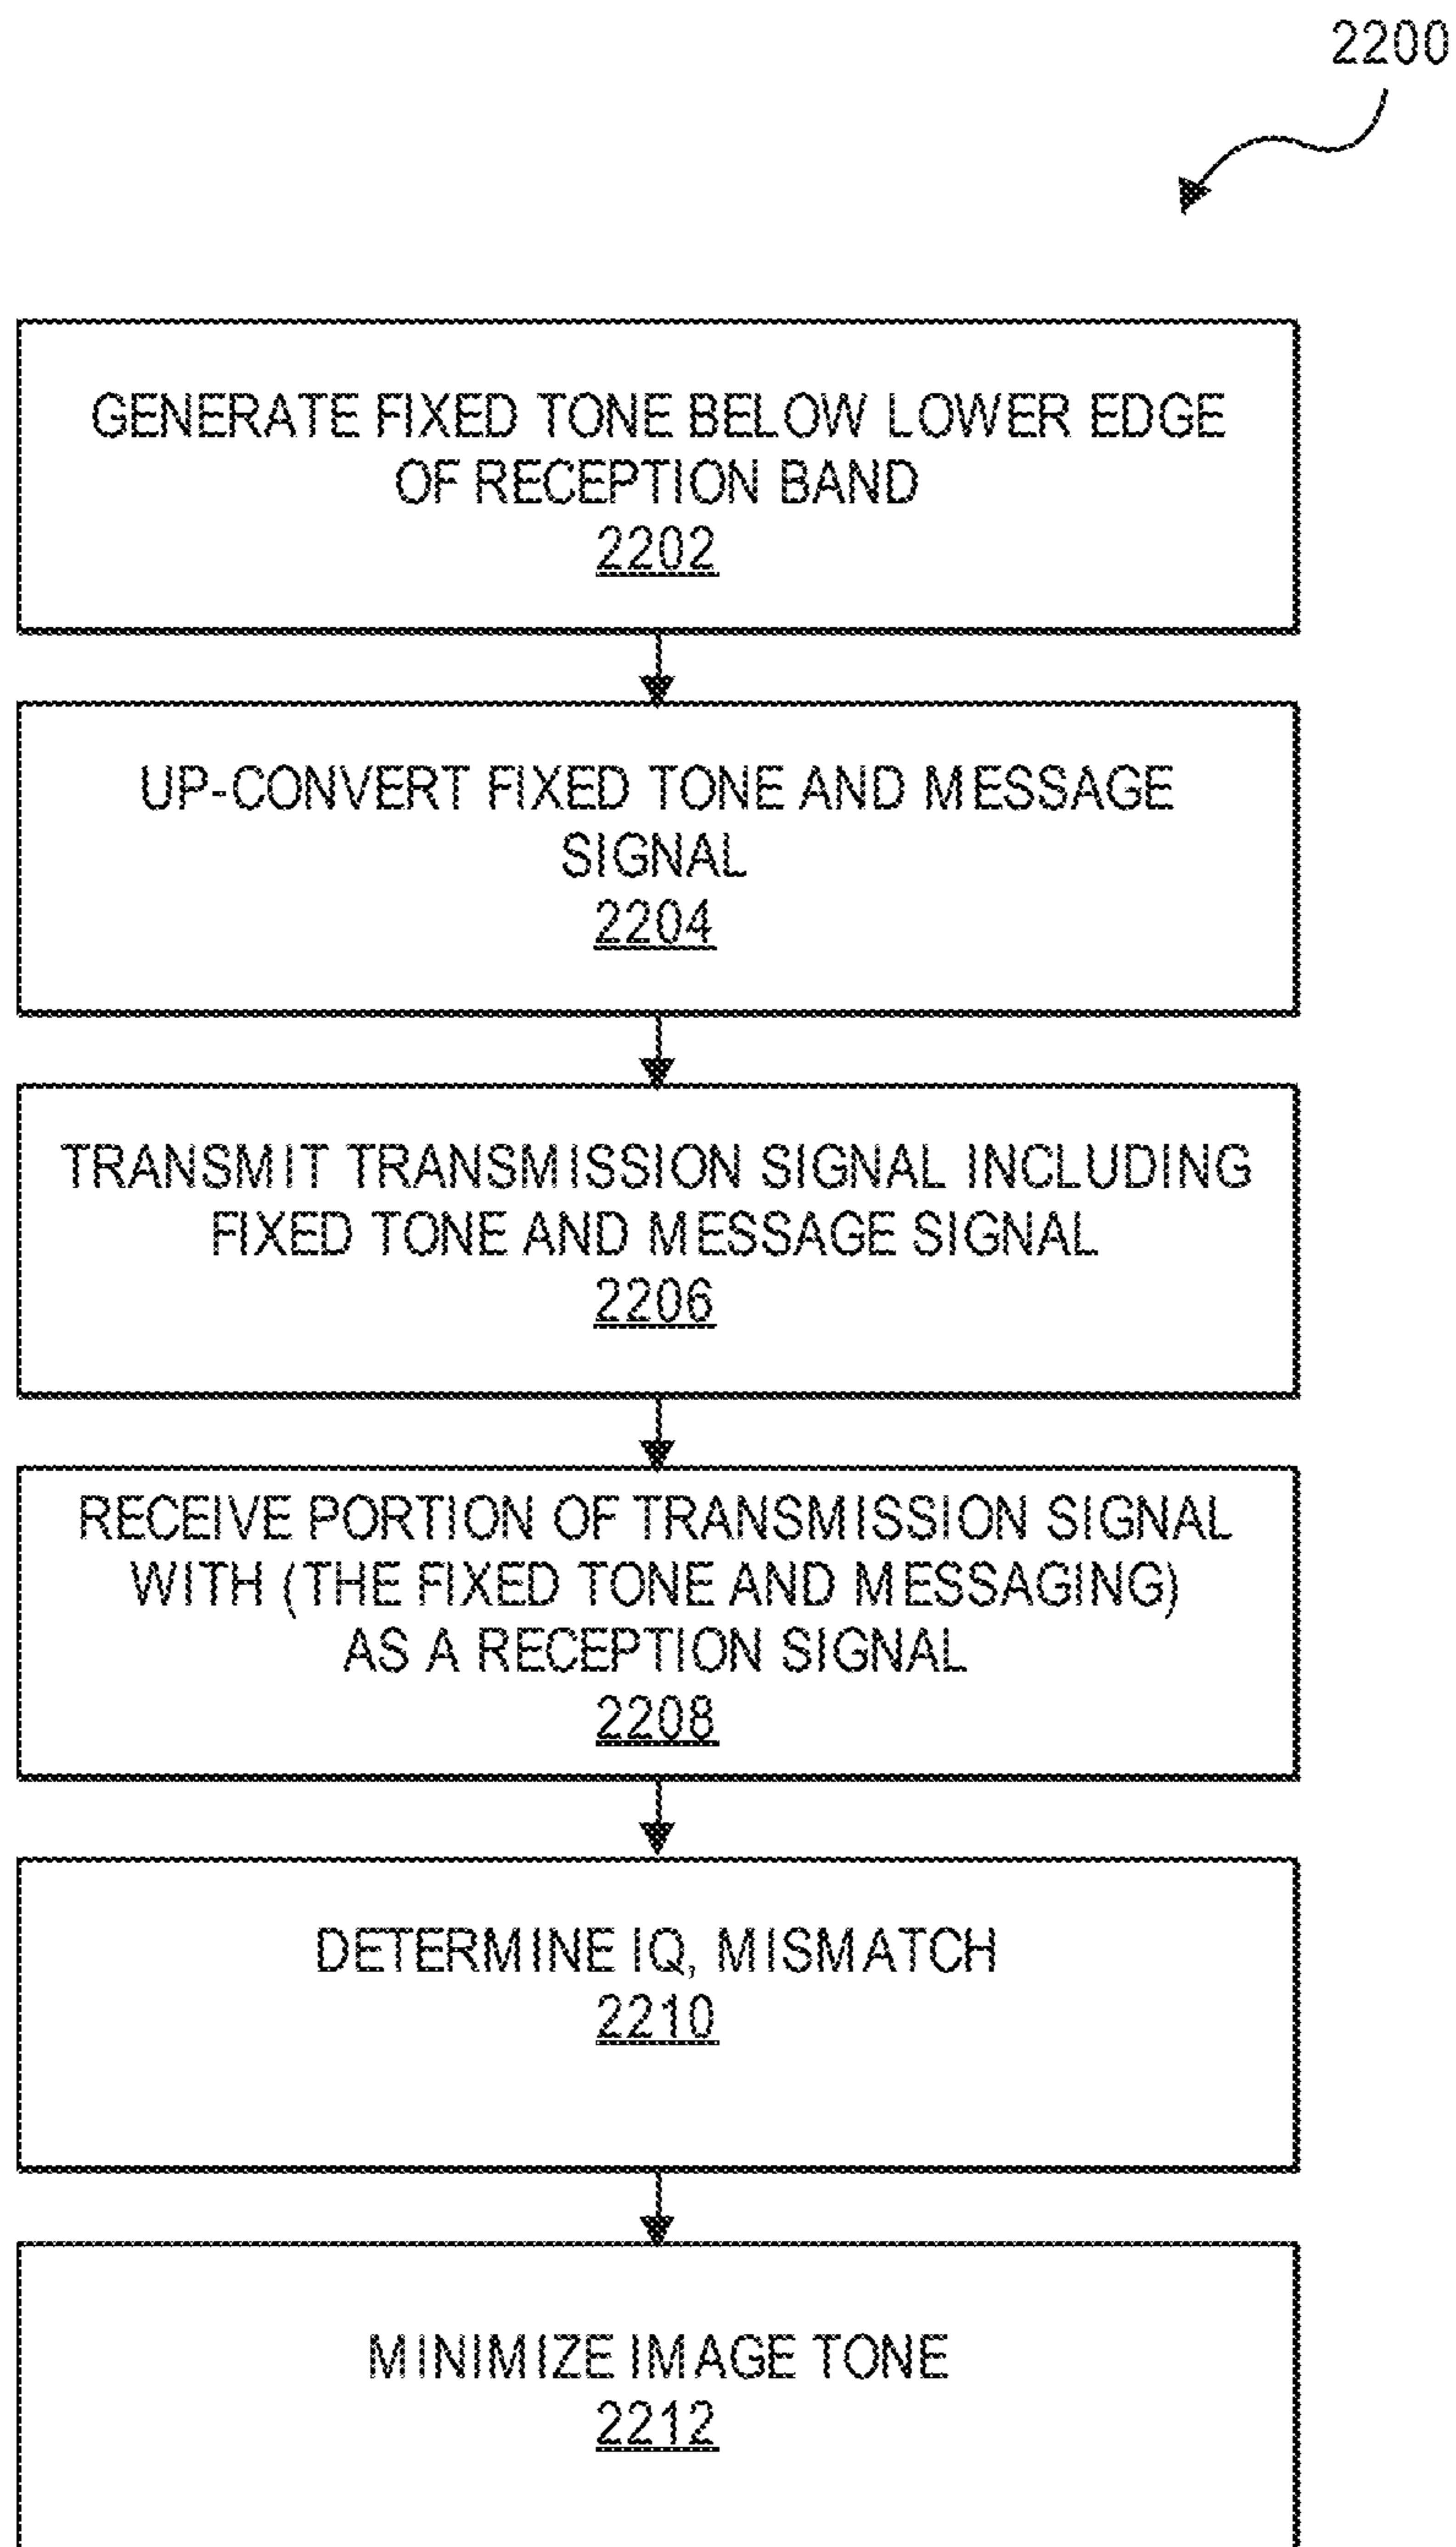 2200
GENERATE FIXED TONE BELOW LOWER EDGE
OF RECEPTION BAND
2202
UP-CONVERT FIXED TONE AND MESSAGE
SIGNAL
2204
TRANSMIT TRANSMISSION SIGNAL INCLUDING
FIXED TONE AND MESSAGE SIGNAL
2206
RECEIVE PORTION OF TRANSMISSION SIGNAL
WITH (THE FIXED TONE AND MESSAGING)
AS A RECEPTION SIGNAL
2208
DETERMINE IQ, MISMATCH
2210
MINIMIZE IMAGE TONE
2212